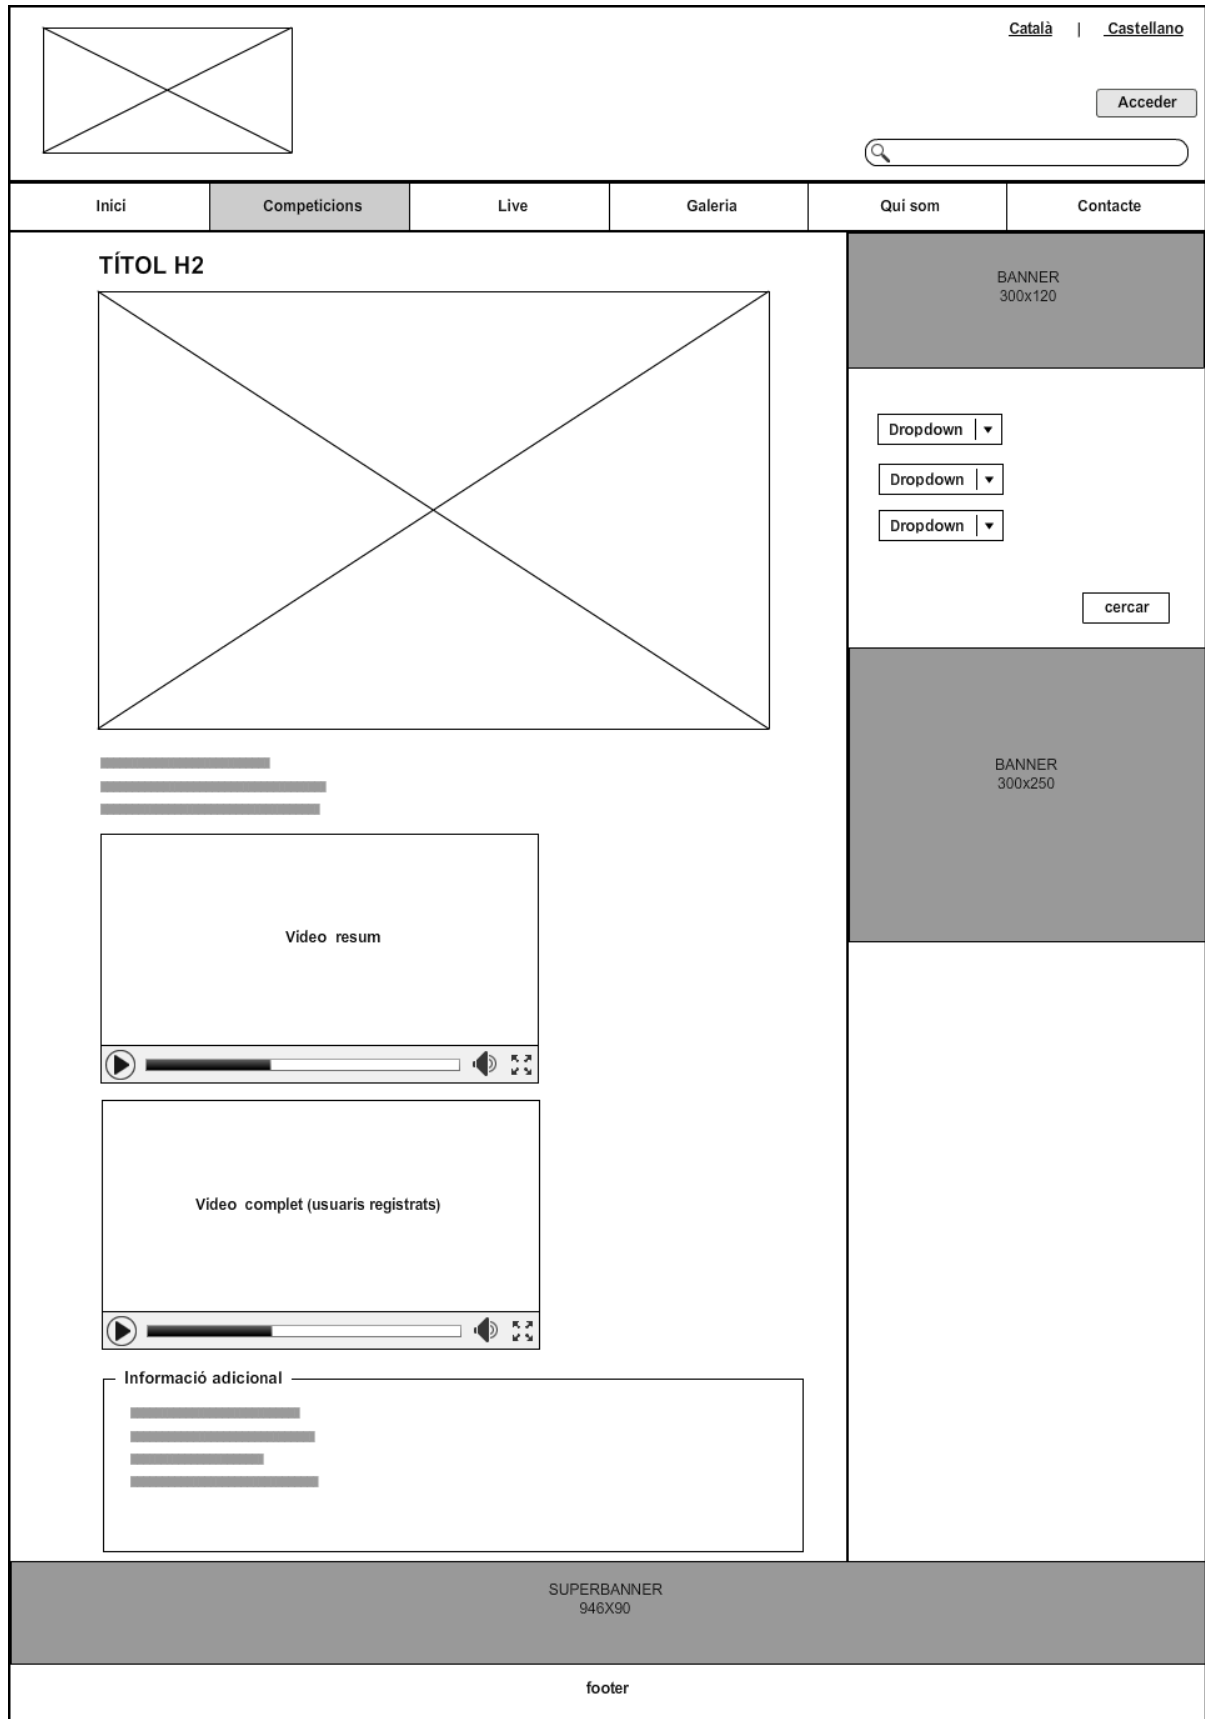 Català | Castellano
Acceder
Inici Competicions Live Galeria Qui som Contacte
TÍTOL H2
BANNER
300x120
Dropdown
Dropdown
Dropdown
cercar
BANNER
300x250
Video resum
Video complet (usuaris registrats)
Informació adicional
SUPERBANNER
946X90
footer